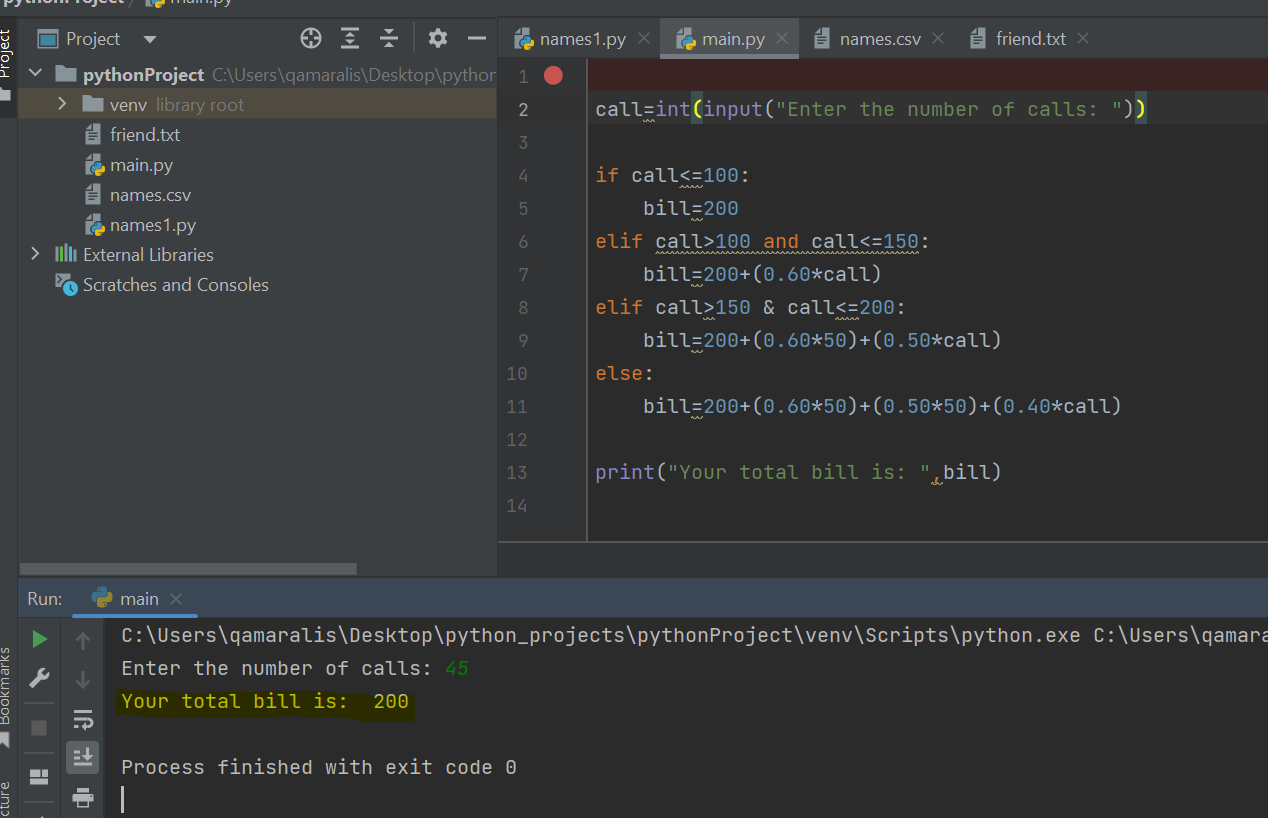 main.py
Project
Project
pythonProject C:\Users\qamaralis\Desktop\python
venv library root
friend.txt
main.py
names.csv
names1.py
External Libraries
Scratches and Consoles
names1.py
main.py
names.csv
friend.txt
1
2 call=int(input("Enter the number of calls: "))
3
4 if call<=100:
5 bill=200
6 elif call>100 and call<=150:
7 bill=200+(0.60*call)
8 elif call>150 & call<=200:
9 bill=200+(0.60*50)+(0.50*call)
10 else:
11 bill=200+(0.60*50)+(0.50*50)+(0.40*call)
12
13 print("Your total bill is: ",bill)
14
Run: main
C:\Users\qamaralis\Desktop\python_projects\pythonProject\venv\Scripts\python.exe C:\Users\qamara
Enter the number of calls: 45
Your total bill is:  200
Process finished with exit code 0
Bookmarks